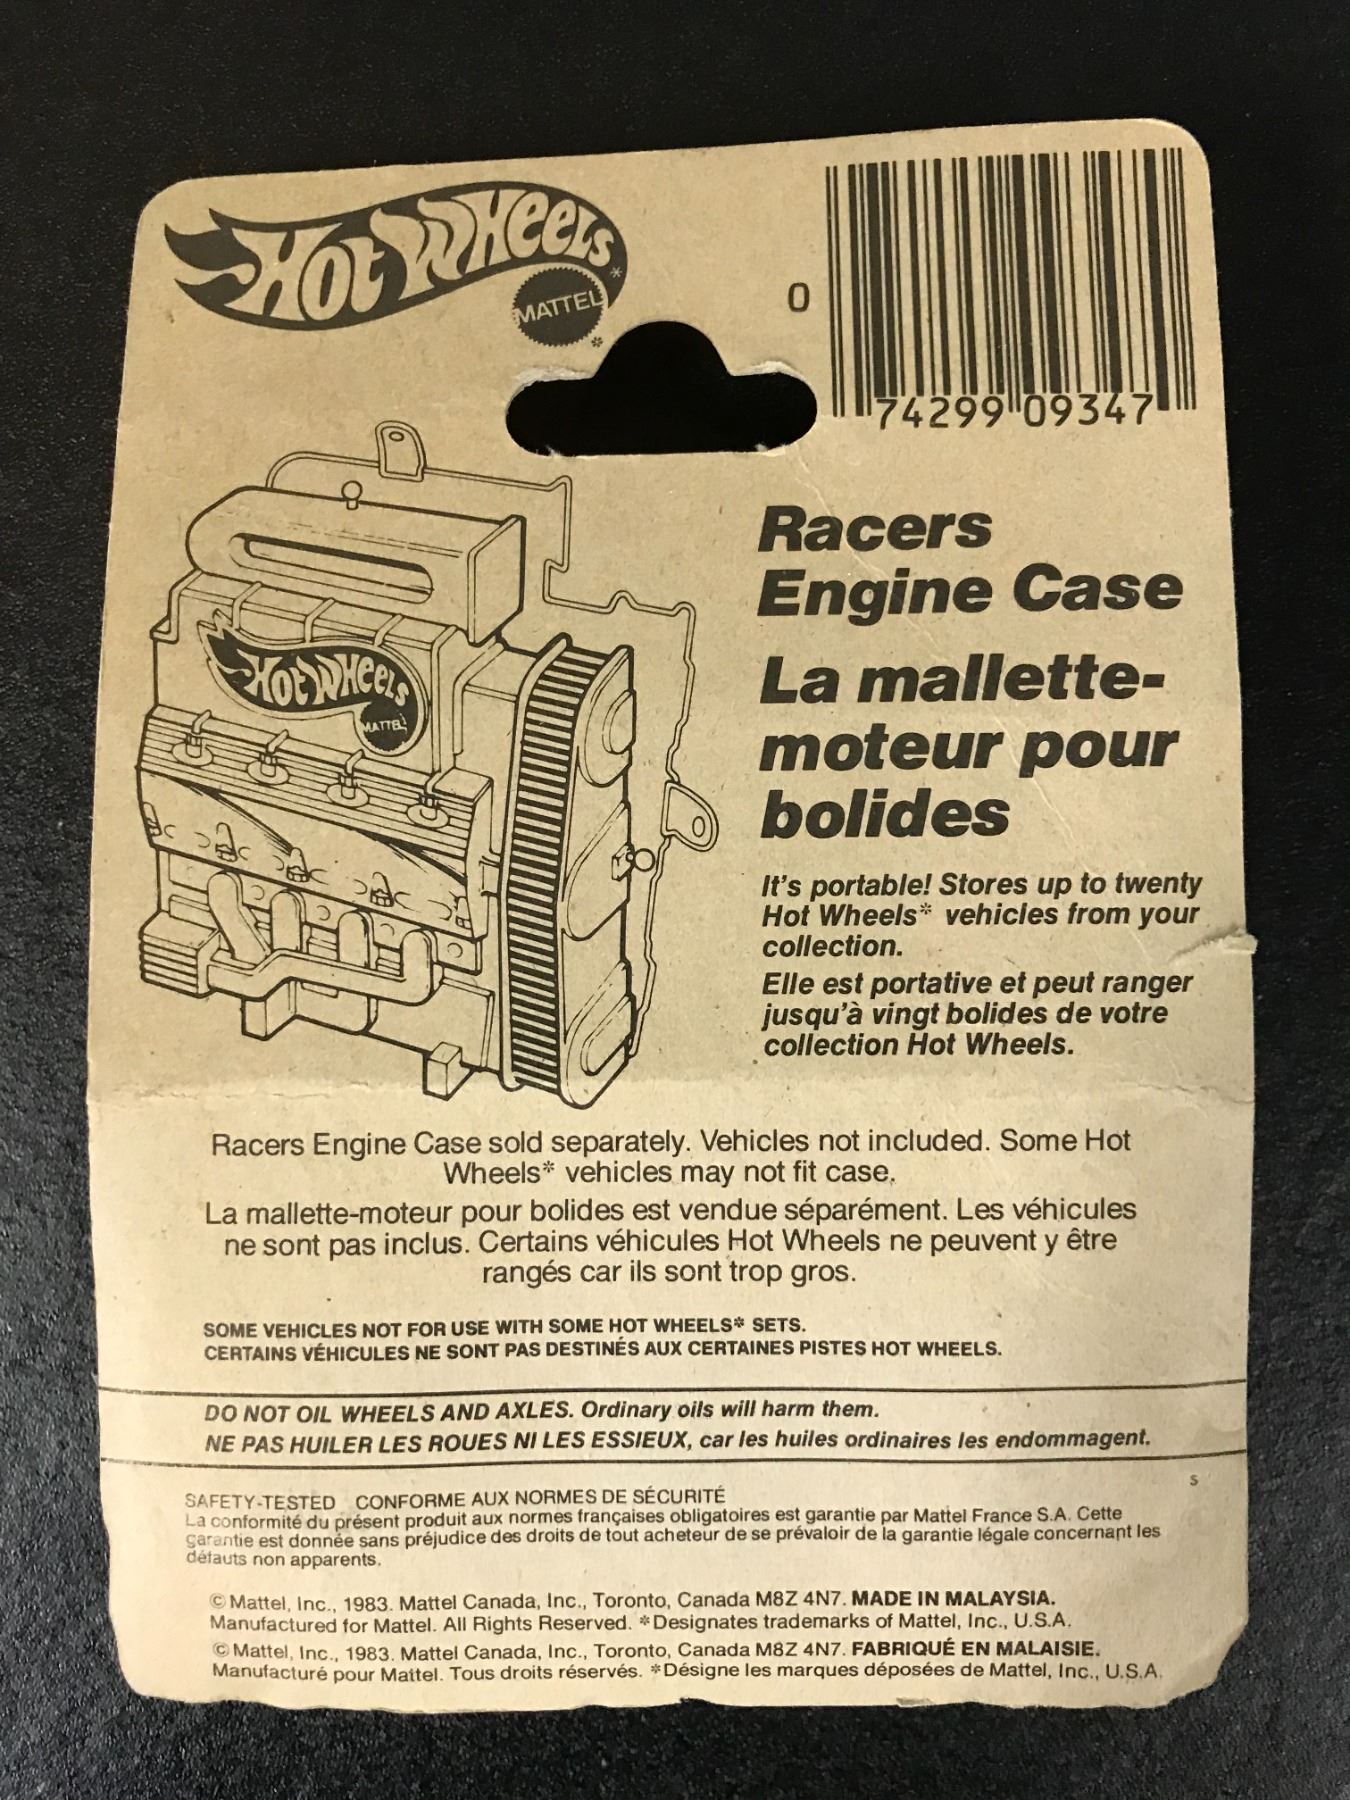 HOT WHEELS*
MATTEL*
0
74299 09347
HOT WHEELS
MATTEL
Racers
Engine Case
La mallette-
moteur pour
bolides
It's portable! Stores up to twenty
Hot Wheels* vehicles from your
collection.
Elle est portative et peut ranger
jusqu'à vingt bolides de votre
collection Hot Wheels.
Racers Engine Case sold separately. Vehicles not included. Some Hot
Wheels* vehicles may not fit case.
La mallette-moteur pour bolides est vendue séparément. Les véhicules
ne sont pas inclus. Certains véhicules Hot Wheels ne peuvent y être
rangés car ils sont trop gros.
SOME VEHICLES NOT FOR USE WITH SOME HOT WHEELS* SETS.
CERTAINS VÉHICULES NE SONT PAS DESTINÉS AUX CERTAINES PISTES HOT WHEELS.
DO NOT OIL WHEELS AND AXLES. Ordinary oils will harm them.
NE PAS HUILER LES ROUES NI LES ESSIEUX, car les huiles ordinaires les endommagent.
S
SAFETY-TESTED CONFORME AUX NORMES DE SÉCURITÉ
La conformité du présent produit aux normes françaises obligatoires est garantie par Mattel France S.A. Cette
garantie est donnée sans préjudice des droits de tout acheteur de se prévaloir de la garantie légale concernant les
défauts non apparents.
© Mattel, Inc., 1983. Mattel Canada, Inc., Toronto, Canada M8Z 4N7. MADE IN MALAYSIA.
Manufactured for Mattel. All Rights Reserved. *Designates trademarks of Mattel, Inc., U.S.A.
© Mattel, Inc., 1983. Mattel Canada, Inc., Toronto, Canada M8Z 4N7. FABRIQUÉ EN MALAISIE.
Manufacturé pour Mattel. Tous droits réservés. *Désigne les marques déposées de Mattel, Inc., U.S.A.